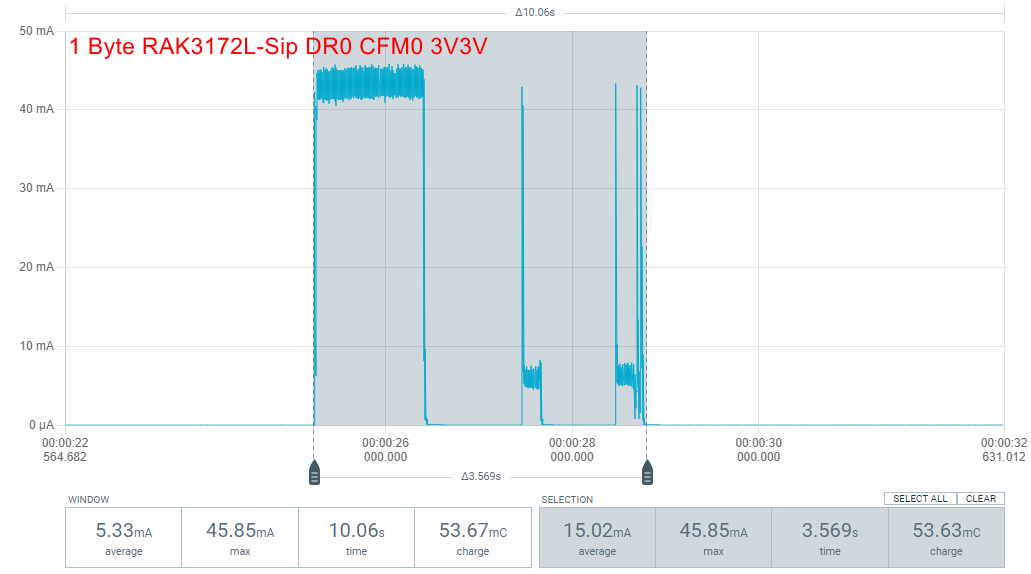 Δ10.06s
50 mA
1 Byte RAK3172L-Sip DR0 CFM0 3V3V
40 mA
30 mA
20 mA
10 mA
0 µA
00:00:22
564.682
00:00:26
000.000
00:00:28
000.000
00:00:30
000.000
00:00:32
631.012
Δ3.569s
WINDOW
SELECTION
SELECT ALL
CLEAR
5.33mA
average
45.85mA
max
10.06s
time
53.67mC
charge
15.02mA
average
45.85mA
max
3.569s
time
53.63mC
charge